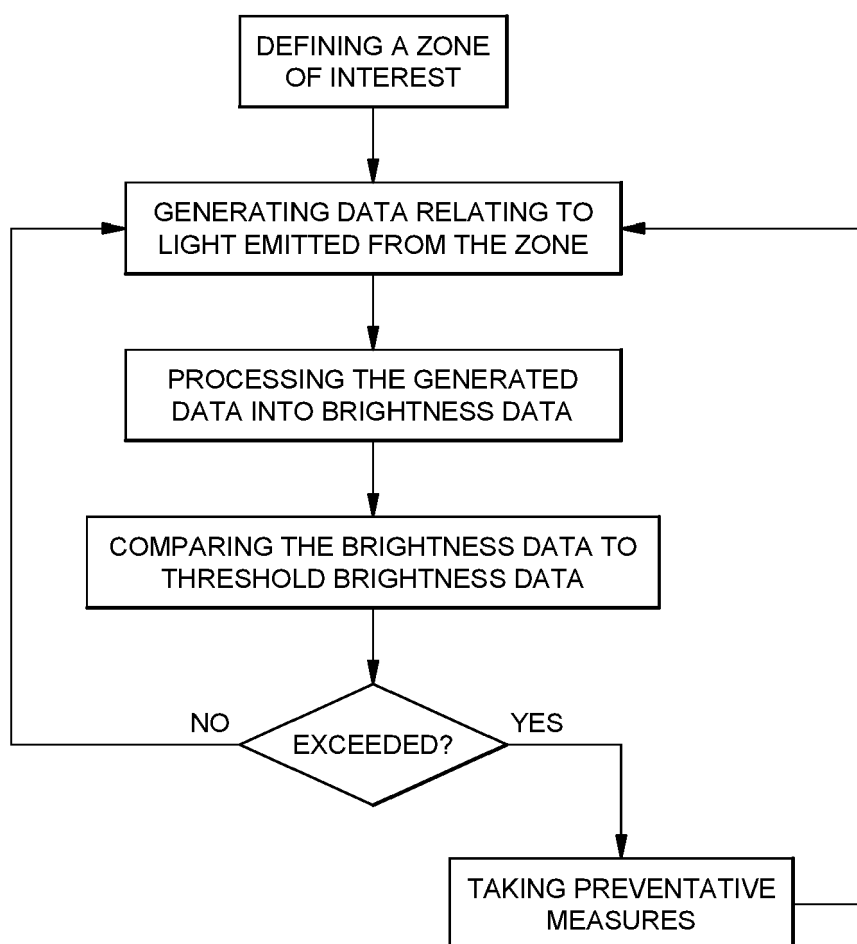 DEFINING A ZONE
OF INTEREST
GENERATING DATA RELATING TO
LIGHT EMITTED FROM THE ZONE
PROCESSING THE GENERATED
DATA INTO BRIGHTNESS DATA
COMPARING THE BRIGHTNESS DATA TO
THRESHOLD BRIGHTNESS DATA
NO
EXCEEDED?
YES
TAKING PREVENTATIVE
MEASURES